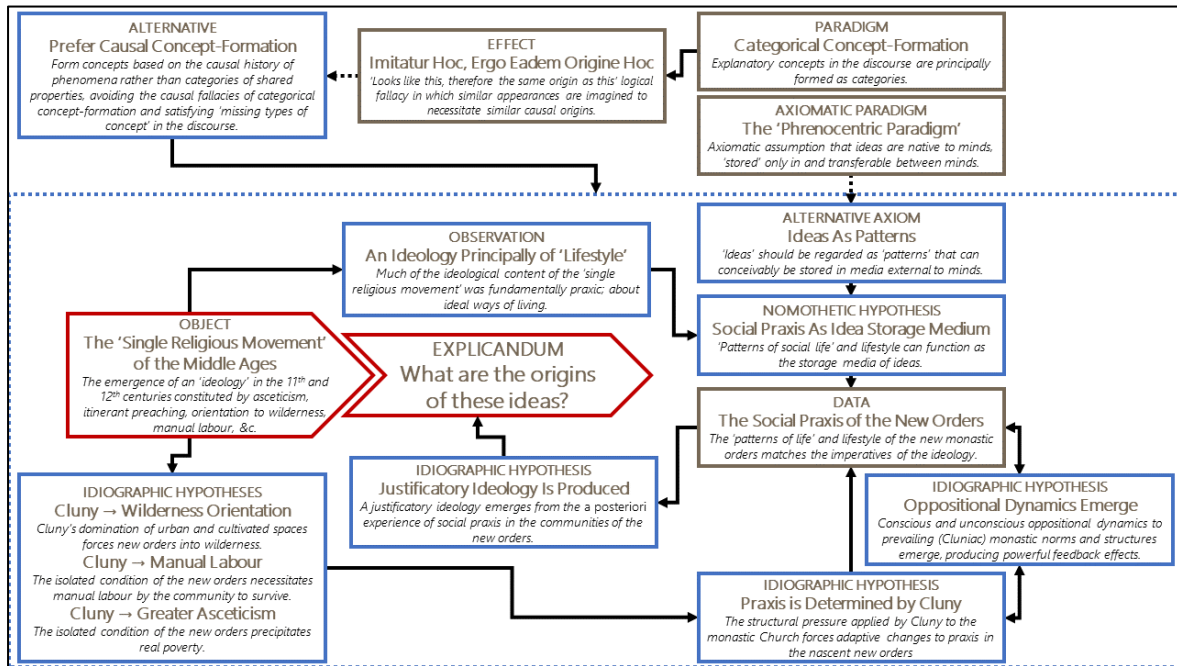 ALTERNATIVE
Prefer Causal Concept-Formation
Form concepts based on the causal history of
phenomena rather than categories of shared
properties, avoiding the causal fallacies of categorical
concept-formation and satisfying ‘missing types of
concept’ in the discourse.
EFFECT
Imitatur Hoc, Ergo Eadem Origine Hoc
‘Looks like this, therefore the same origin as this’ logical
fallacy in which similar appearances are imagined to
necessitate similar causal origins.
PARADIGM
Categorical Concept-Formation
Explanatory concepts in the discourse are principally
formed as categories.
AXIOMATIC PARADIGM
The ‘Phrenocentric Paradigm’
Axiomatic assumption that ideas are native to minds,
‘stored’ only in and transferable between minds.
ALTERNATIVE AXIOM
Ideas As Patterns
‘Ideas’ should be regarded as ‘patterns’ that can
conceivably be stored in media external to minds.
OBSERVATION
An Ideology Principally of ‘Lifestyle’
Much of the ideological content of the ‘single
religious movement’ was fundamentally praxic; about
ideal ways of living.
NOMOTHETIC HYPOTHESIS
Social Praxis As Idea Storage Medium
‘Patterns of social life’ and lifestyle can function as
the storage media of ideas.
OBJECT
The ‘Single Religious Movement’
of the Middle Ages
The emergence of an ‘ideology’ in the 11th and
12th centuries constituted by asceticism,
itinerant preaching, orientation to wilderness,
manual labour, &c.
EXPLICANDUM
What are the origins
of these ideas?
DATA
The Social Praxis of the New Orders
The ‘patterns of life’ and lifestyle of the new monastic
orders matches the imperatives of the ideology.
IDIOGRAPHIC HYPOTHESES
Cluny → Wilderness Orientation
Cluny’s domination of urban and cultivated spaces
forces new orders into wilderness.
Cluny → Manual Labour
The isolated condition of the new orders necessitates
manual labour by the community to survive.
Cluny → Greater Asceticism
The isolated condition of the new orders precipitates
real poverty.
IDIOGRAPHIC HYPOTHESIS
Justificatory Ideology Is Produced
A justificatory ideology emerges from the a posteriori
experience of social praxis in the communities of the
new orders.
IDIOGRAPHIC HYPOTHESIS
Oppositional Dynamics Emerge
Conscious and unconscious oppositional dynamics to
prevailing (Cluniac) monastic norms and structures
emerge, producing powerful feedback effects.
IDIOGRAPHIC HYPOTHESIS
Praxis is Determined by Cluny
The structural pressure applied by Cluny to the
monastic Church forces adaptive changes to praxis in
the nascent new orders